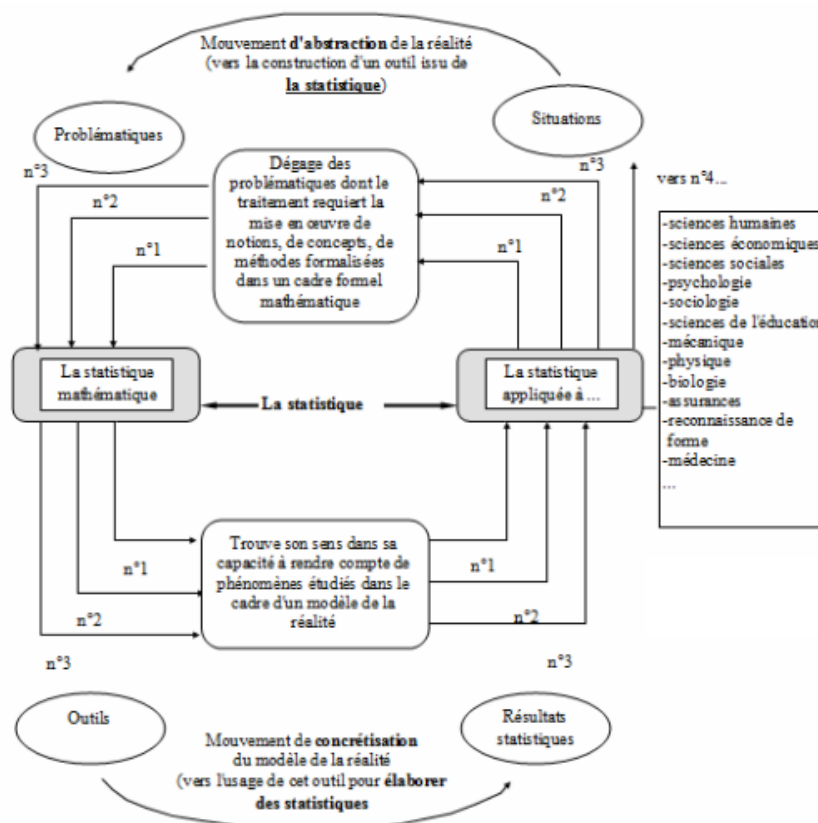 Mouvement d'abstraction de la réalité
(vers la construction d'un outil issu de
la statistique)
Problématiques
Situations
Dégage des
problématiques dont le
traitement requiert la
mise en œuvre de
notions, de concepts, de
méthodes formalisées
dans un cadre formel
mathématique
n°3
n°2
n°1
n°3
n°2
n°1
vers n°4...
-sciences humaines
-sciences économiques
-sciences sociales
-psychologie
-sociologie
-sciences de l'éducation
-mécanique
-physique
-biologie
-assurances
-reconnaissance de
forme
-médecine
...
La statistique
mathématique
La statistique
La statistique
appliquée à ...
Trouve son sens dans sa
capacité à rendre compte de
phénomènes étudiés dans le
cadre d'un modèle de la
réalité
n°1
n°2
n°3
n°1
n°2
n°3
Outils
Résultats
statistiques
Mouvement de concrétisation
du modèle de la réalité
(vers l'usage de cet outil pour élaborer
des statistiques